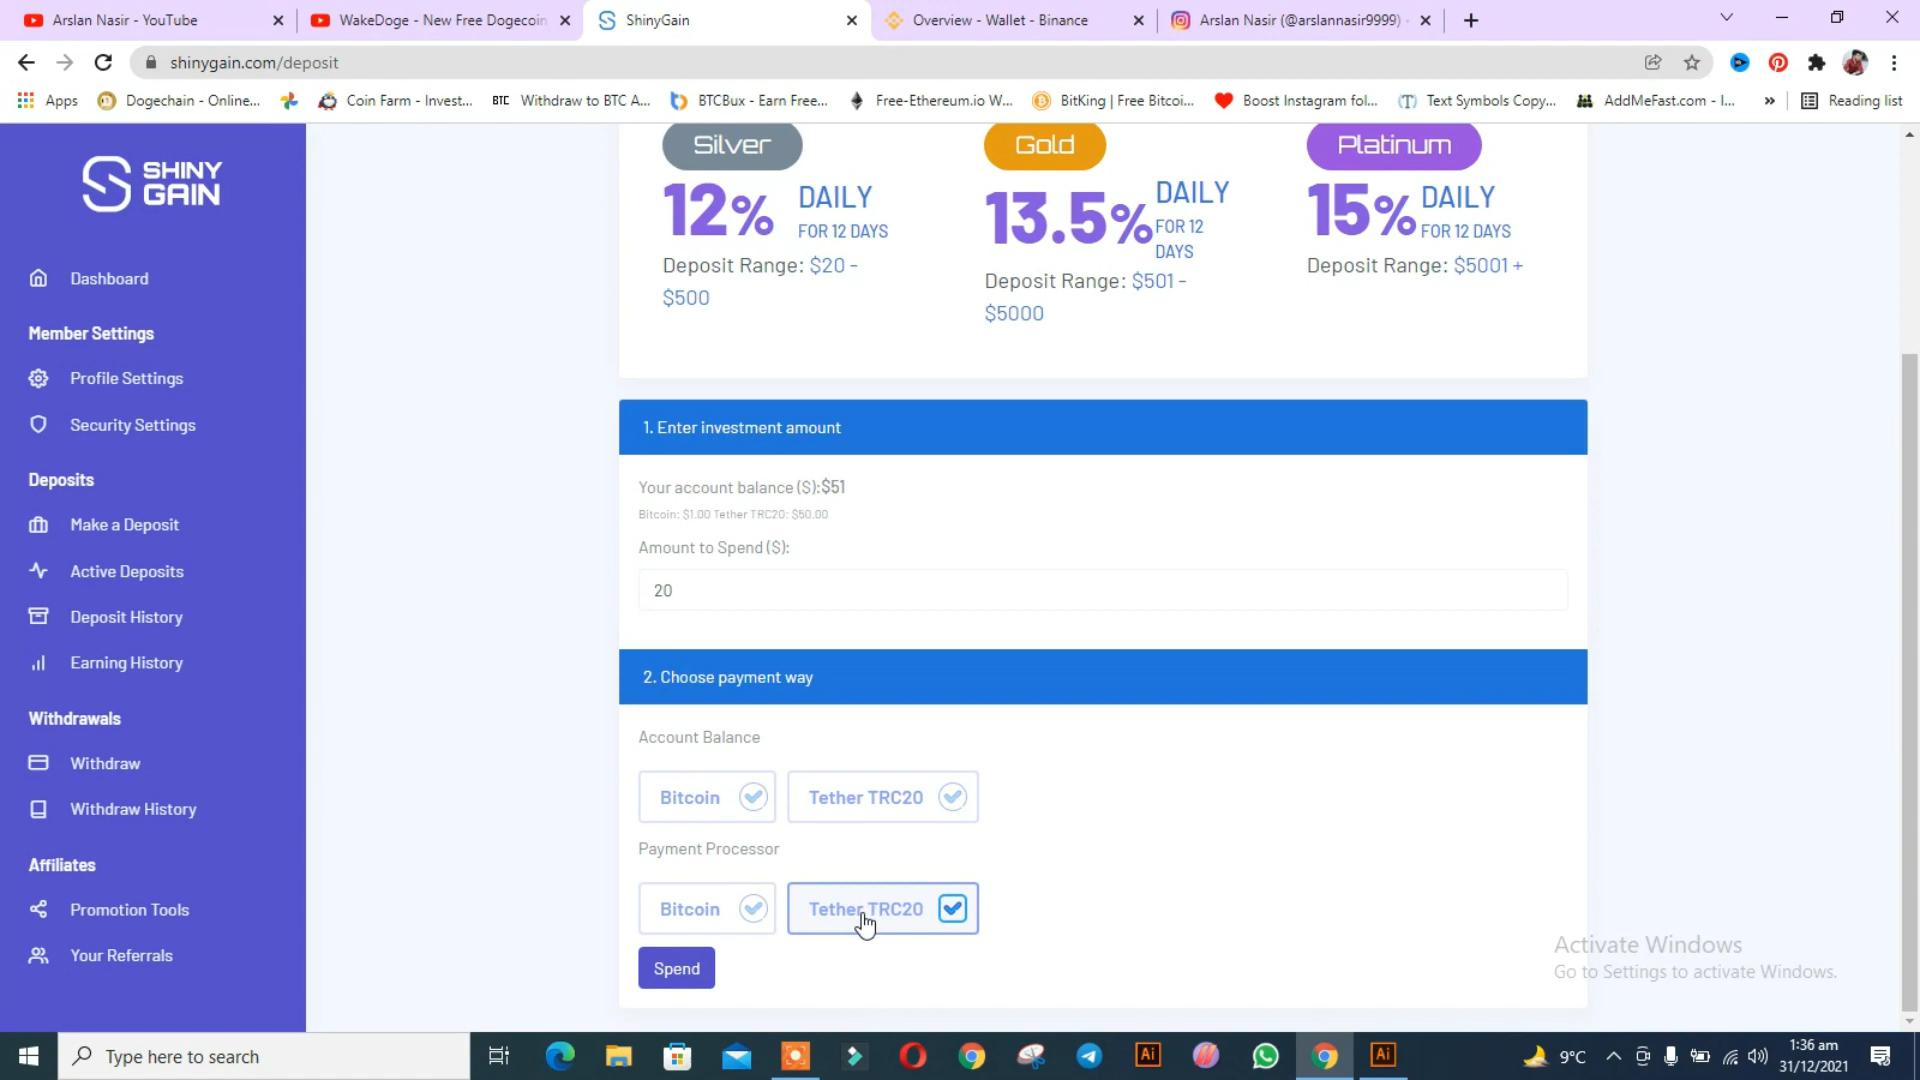 Arslan Nasir - YouTube
WakeDoge - New Free Dogecoin
ShinyGain
Overview - Wallet - Binance
Arslan Nasir (@arslannasir9999)
shinygain.com/deposit
Apps
Dogechain - Online...
Coin Farm - Invest...
BTC Withdraw to BTC A...
BTCBux - Earn Free...
Free-Ethereum.io W...
BitKing | Free Bitcoi...
Boost Instagram fol...
(T) Text Symbols Copy...
AddMeFast.com - I...
»
Reading list
SHINY
GAIN
Dashboard
Member Settings
Profile Settings
Security Settings
Deposits
Make a Deposit
Active Deposits
Deposit History
Earning History
Withdrawals
Withdraw
Withdraw History
Affiliates
Promotion Tools
Your Referrals
Silver
12% DAILY
FOR 12 DAYS
Deposit Range: $20 -
$500
Gold
13.5% DAILY
FOR 12
DAYS
Deposit Range: $501 -
$5000
Platinum
15% DAILY
FOR 12 DAYS
Deposit Range: $5001 +
1. Enter investment amount
Your account balance ($):$51
Bitcoin: $1.00 Tether TRC20: $50.00
Amount to Spend ($):
20
2. Choose payment way
Account Balance
Bitcoin
Tether TRC20
Payment Processor
Bitcoin
Tether TRC20
Spend
Activate Windows
Go to Settings to activate Windows.
Type here to search
Ai
Ai
9°C
1:36 am
31/12/2021